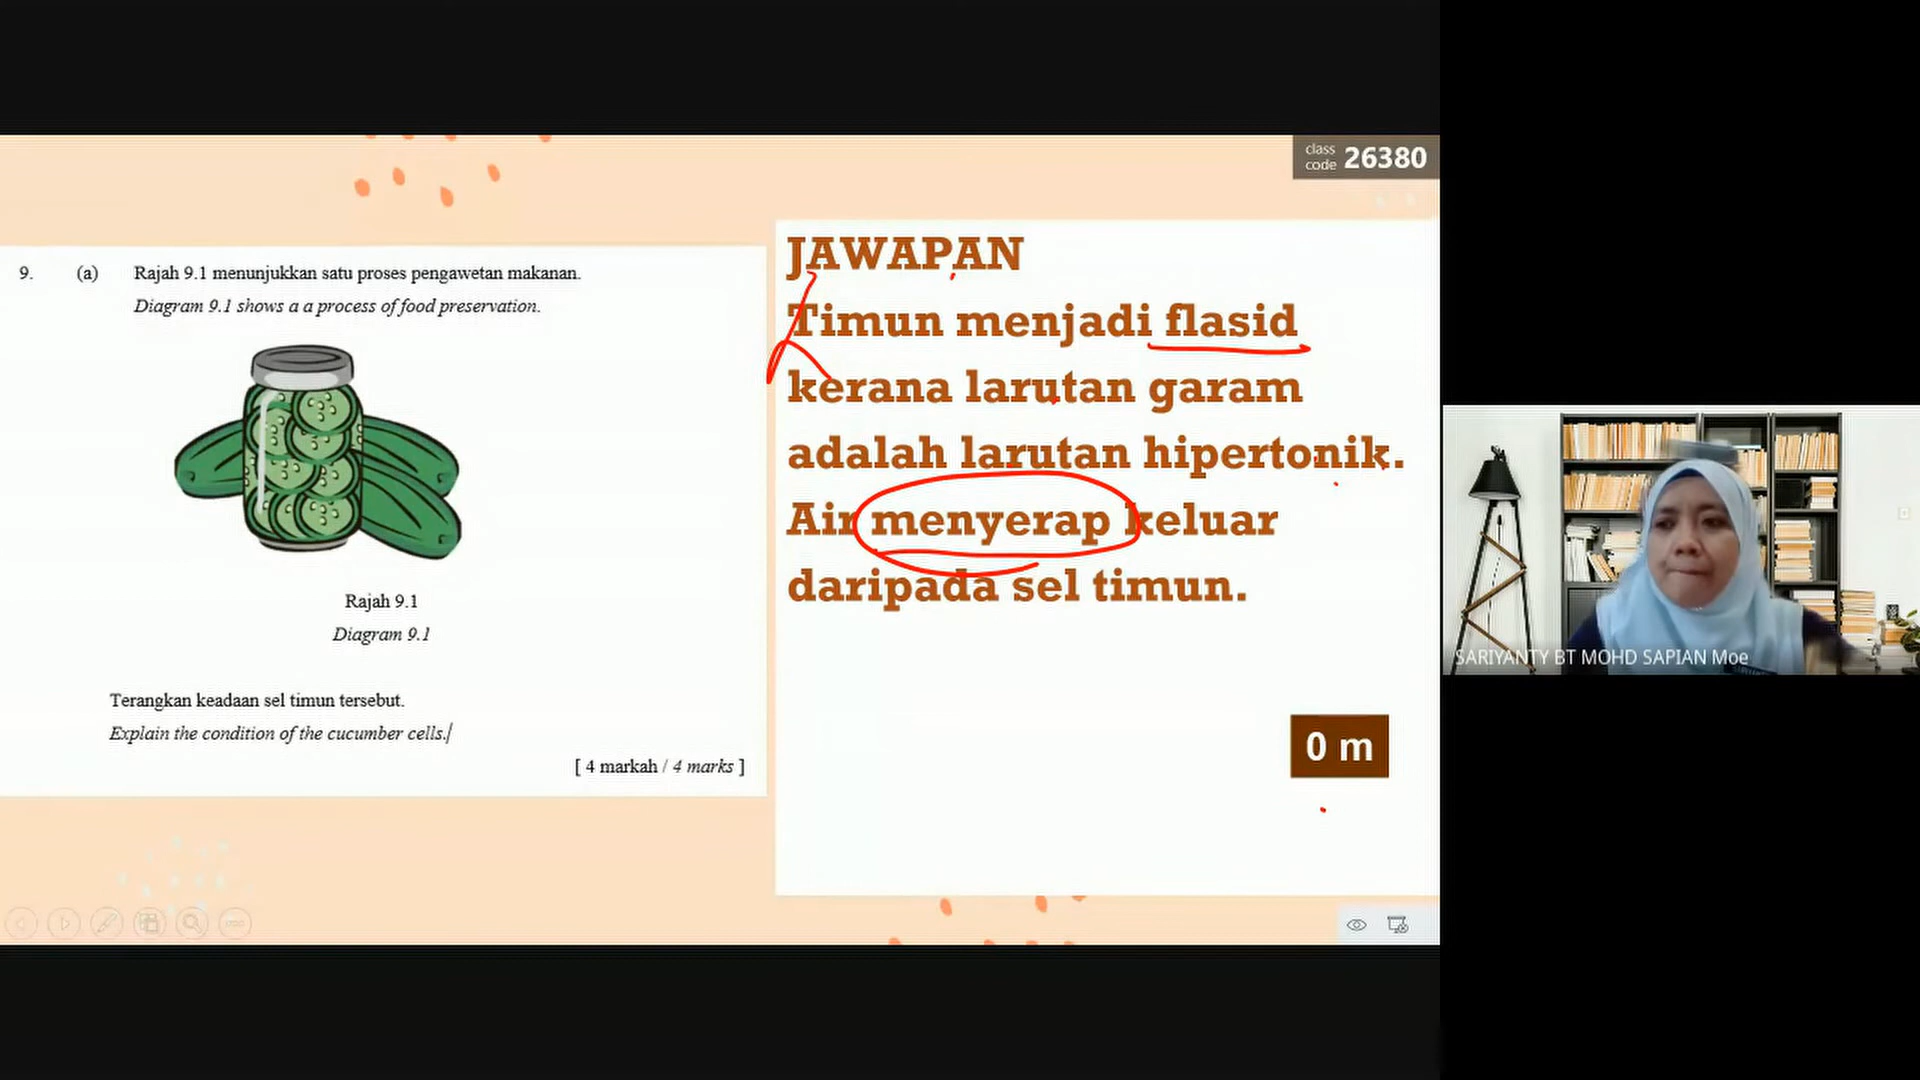 class
code 26380
9. (a) Rajah 9.1 menunjukkan satu proses pengawetan makanan.
Diagram 9.1 shows a a process of food preservation.
Rajah 9.1
Diagram 9.1
Terangkan keadaan sel timun tersebut.
Explain the condition of the cucumber cells.
[ 4 markah / 4 marks ]
JAWAPAN
Timun menjadi flasid
kerana larutan garam
adalah larutan hipertonik.
Air menyerap keluar
daripada sel timun.
0 m
SARIYANTY BT MOHD SAPIAN Moe